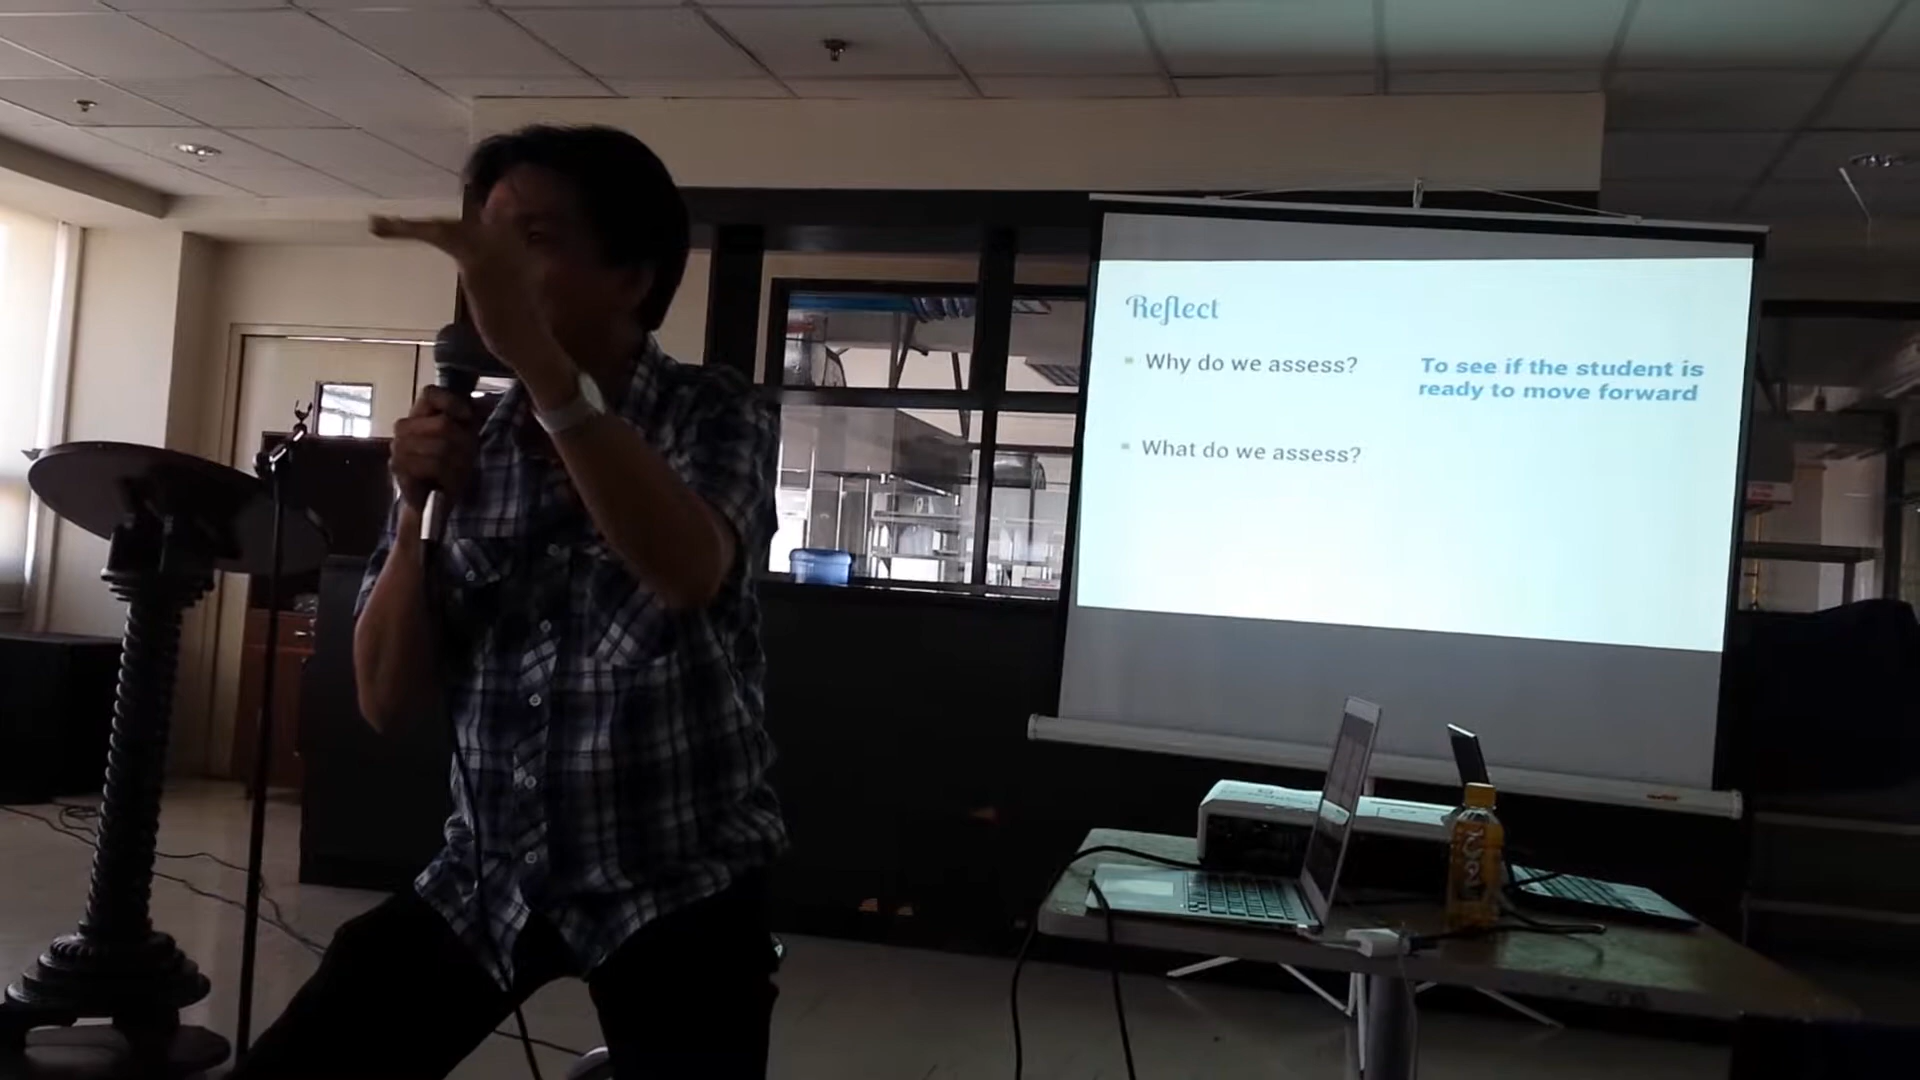 Reflect
Why do we assess?
To see if the student is
ready to move forward
What do we assess?